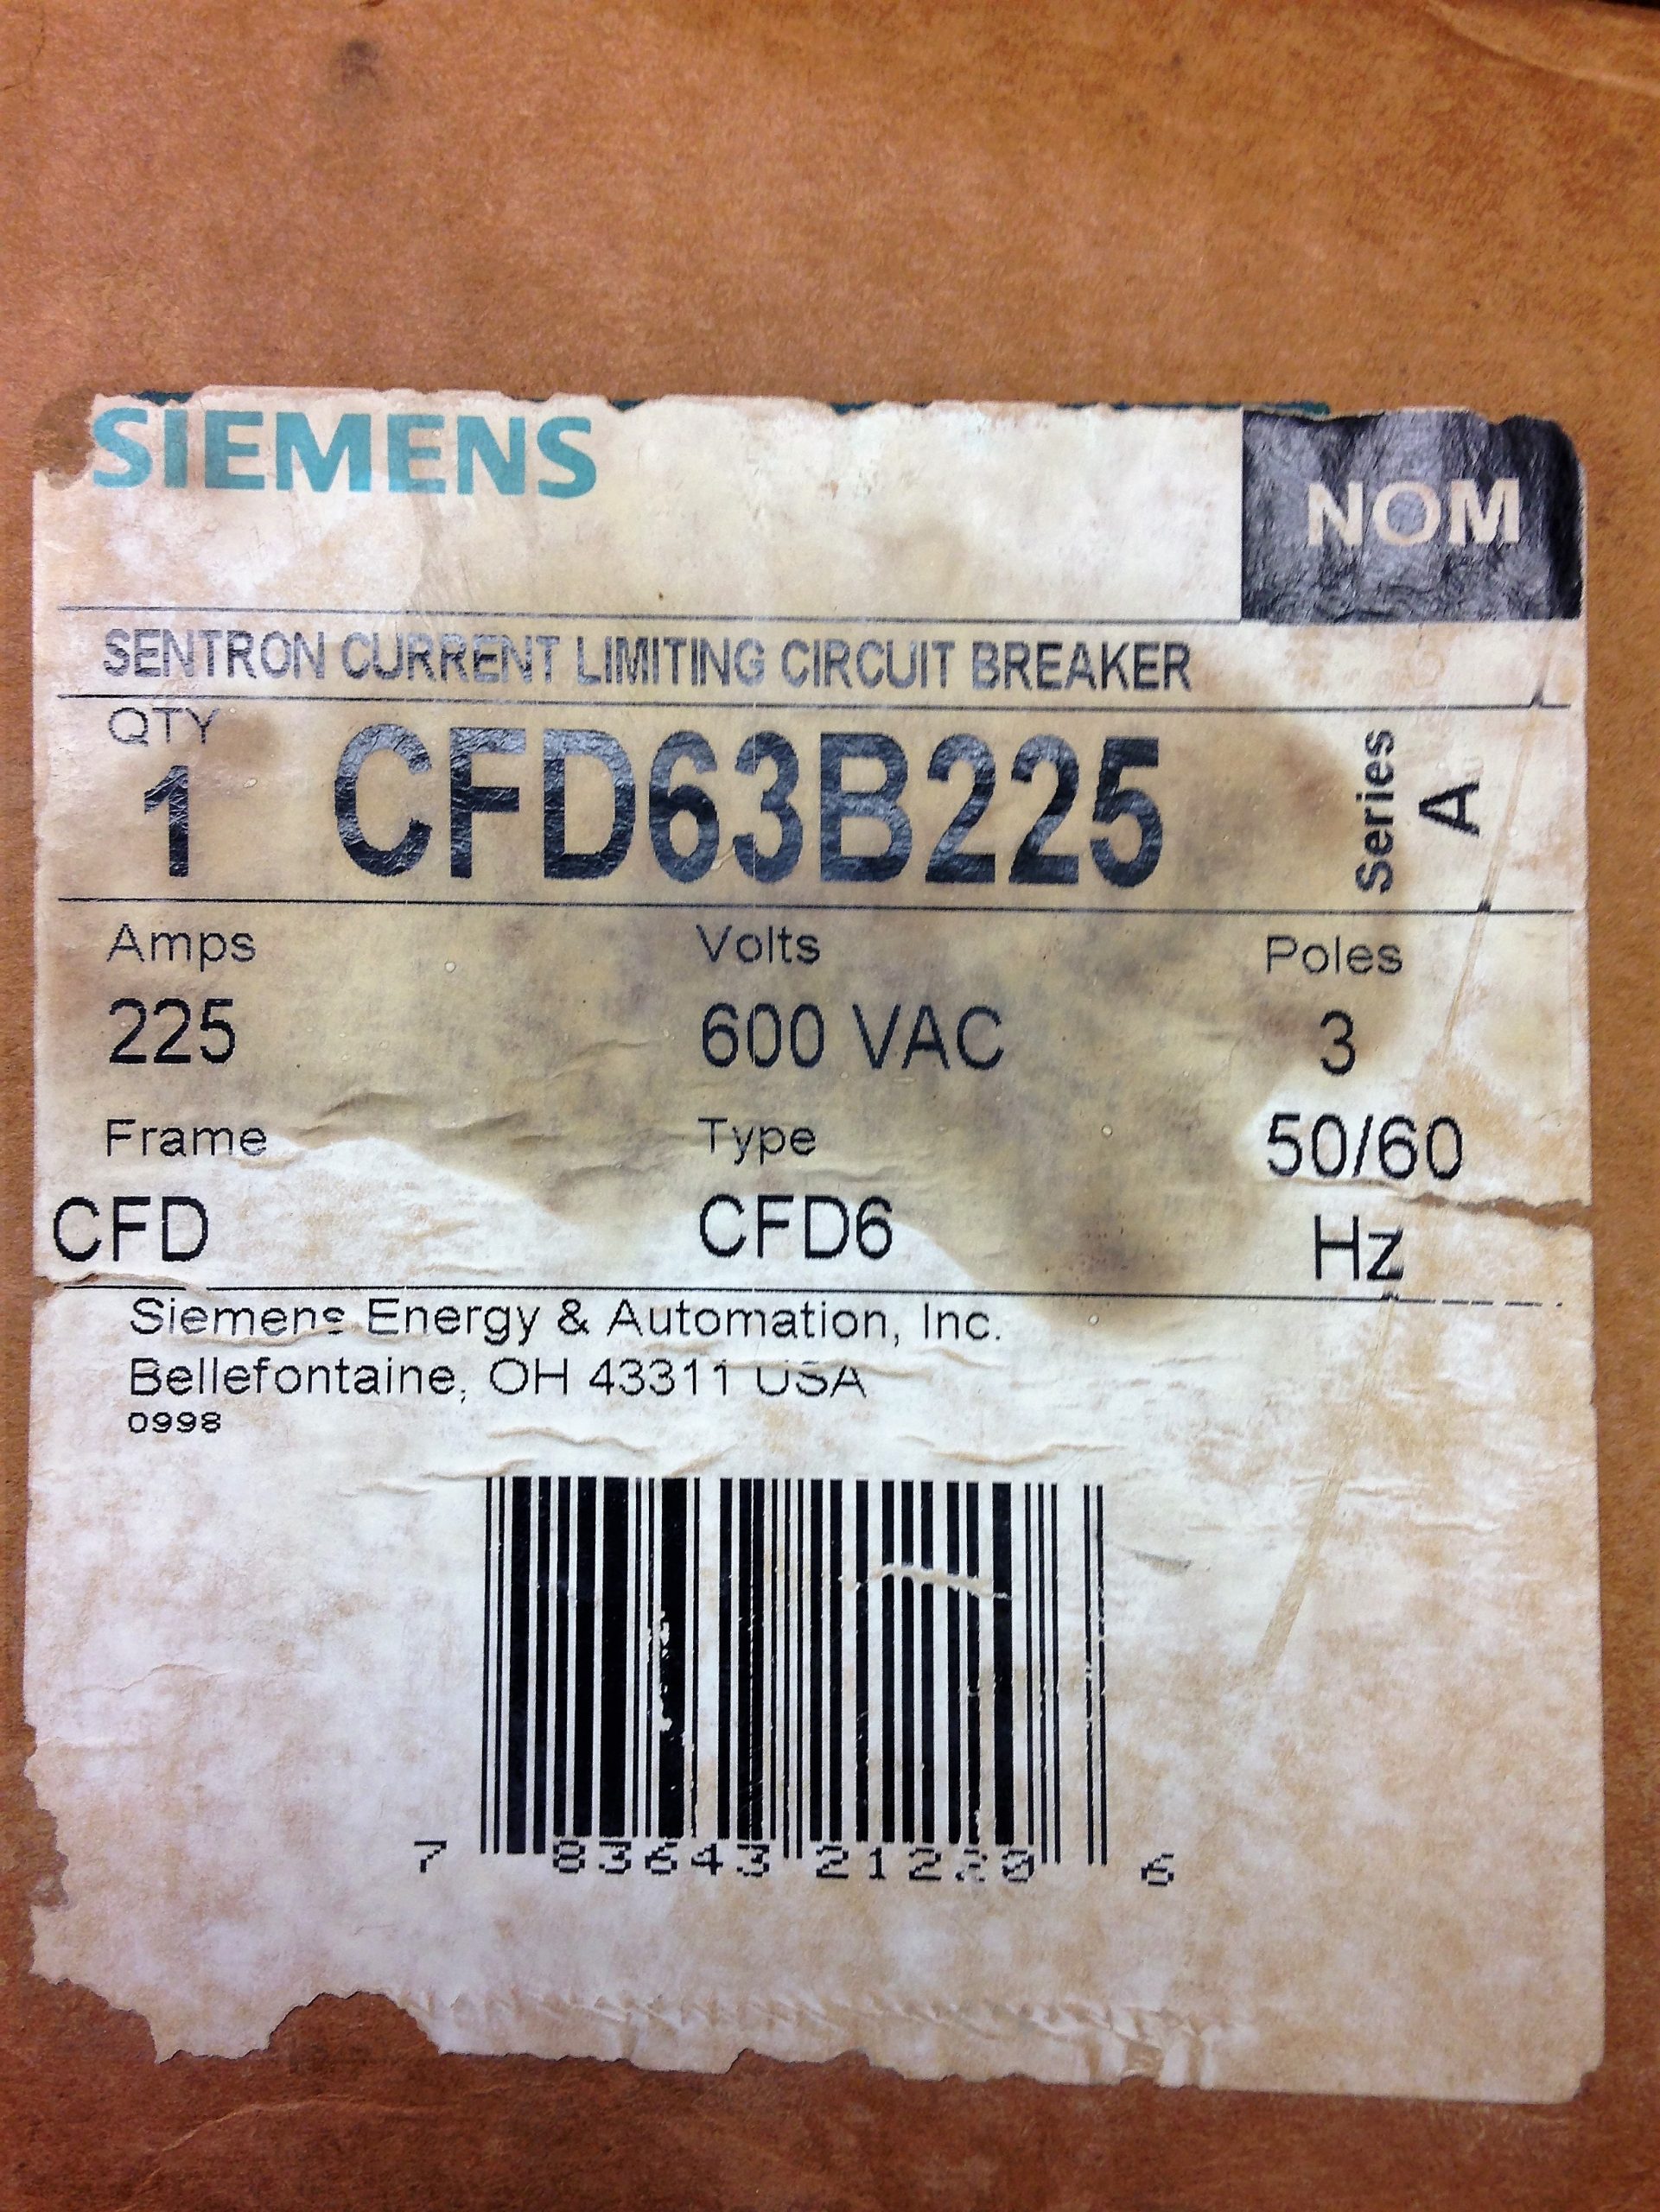 SIEMENS
NOM
SENTRON CURRENT LIMITING CIRCUIT BREAKER
QTY
1 CFD63B225
Series
A
Amps Volts Poles
225 600 VAC 3
Frame Type 50/60
CFD CFD6 Hz
Siemens Energy & Automation, Inc.
Bellefontaine, OH 43311 USA
0998
7 83643 21220 6